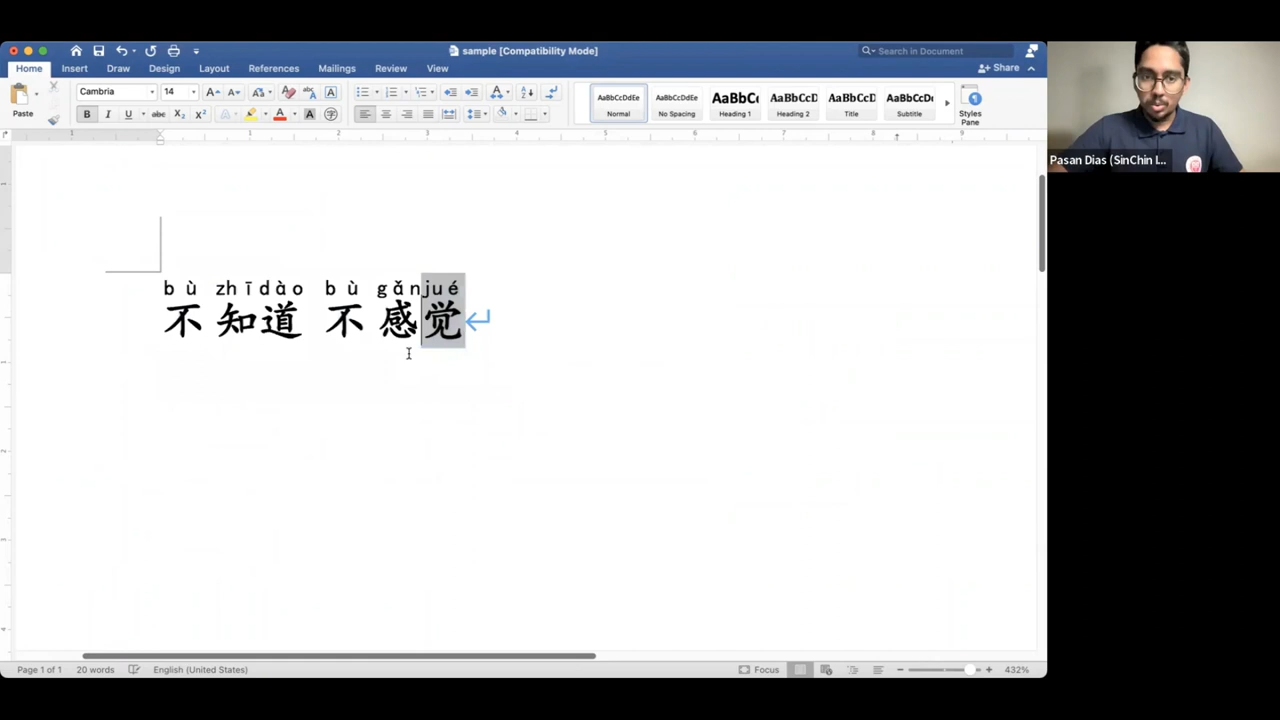 sample [Compatibility Mode]
Search in Document
Home Insert Draw Design Layout References Mailings Review View
Share
Cambria 14
Paste
AaBbCcDdEe AaBbCcDdEe AaBbC AaBbCcD AaBbCcD AaBbCcDc
Normal No Spacing Heading 1 Heading 2 Title Subtitle
Styles Pane
Pasan Dias (SinChin I...
bù zhīdào bù gǎnjué
不 知道 不 感觉
Page 1 of 1 20 words English (United States) Focus 432%